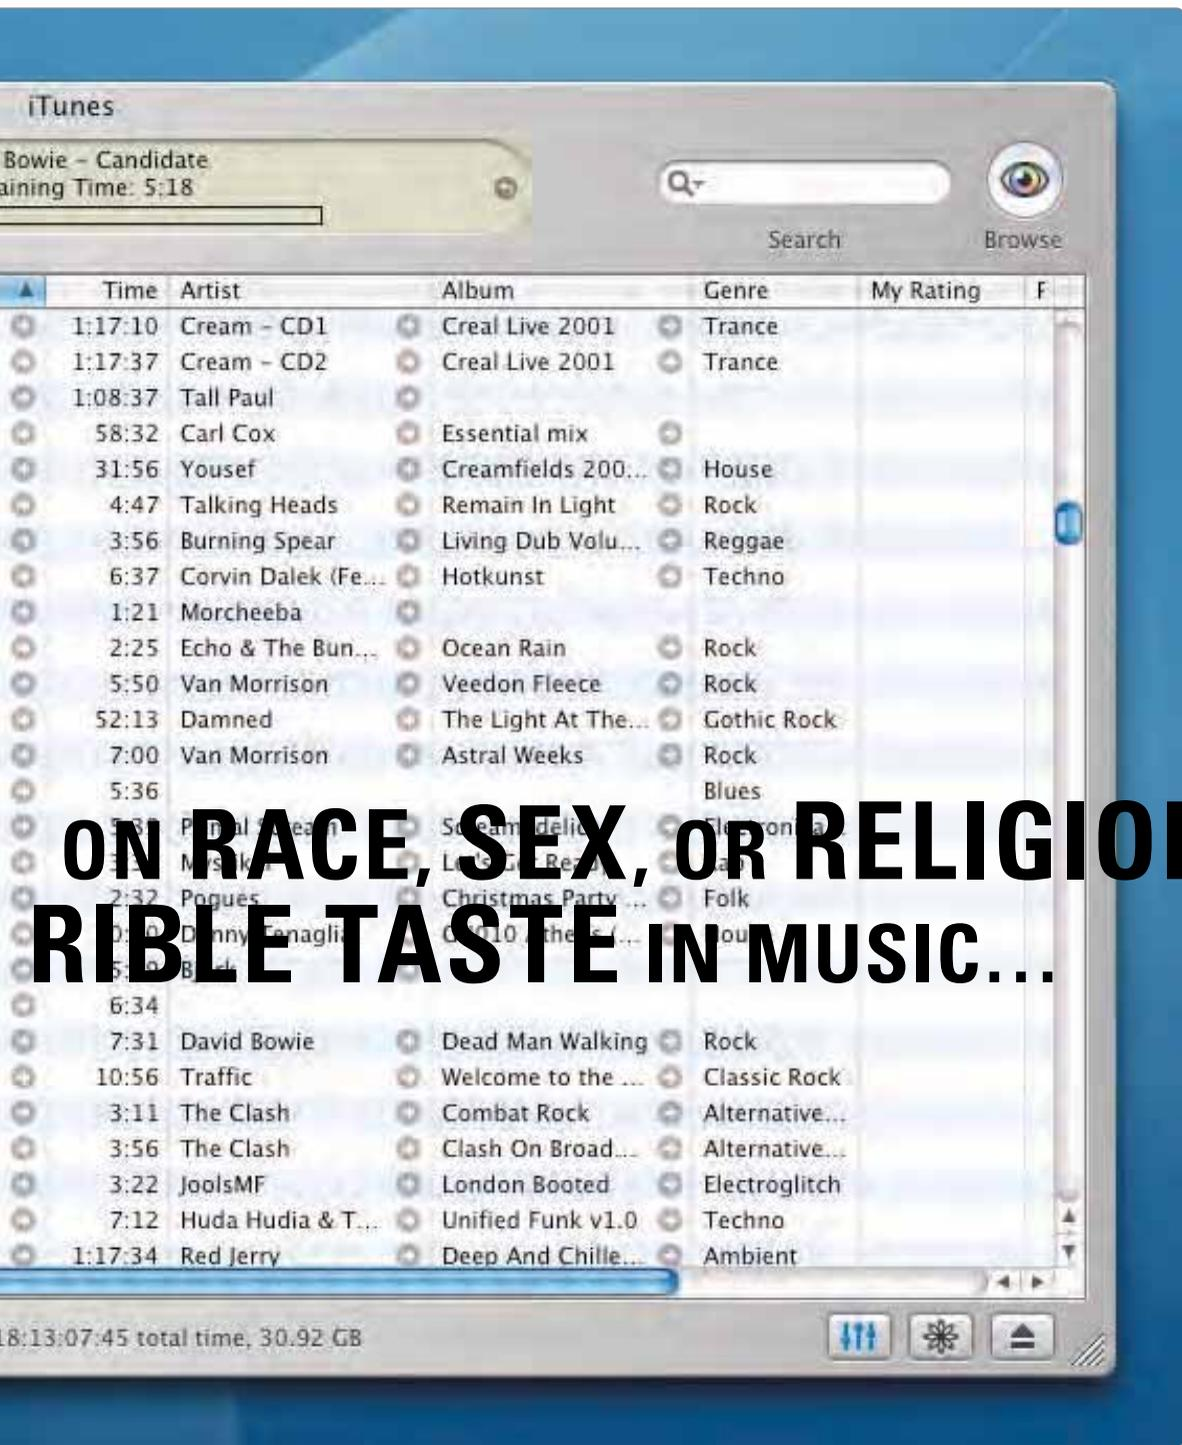 iTunes
Bowie – Candidate
aining Time: 5:18
Search
Browse
Time Artist Album Genre My Rating F
1:17:10 Cream – CD1 Creal Live 2001 Trance
1:17:37 Cream – CD2 Creal Live 2001 Trance
1:08:37 Tall Paul
58:32 Carl Cox Essential mix
31:56 Yousef Creamfields 200... House
4:47 Talking Heads Remain In Light Rock
3:56 Burning Spear Living Dub Volu... Reggae
6:37 Corvin Dalek (Fe... Hotkunst Techno
1:21 Morcheeba
2:25 Echo & The Bun... Ocean Rain Rock
5:50 Van Morrison Veedon Fleece Rock
52:13 Damned The Light At The... Gothic Rock
7:00 Van Morrison Astral Weeks Rock
5:36 Blues
ON RACE, SEX, OR RELIGION
2:32 Pogues Christmas Party ... Folk
RIBLE TASTE IN MUSIC...
6:34
7:31 David Bowie Dead Man Walking Rock
10:56 Traffic Welcome to the ... Classic Rock
3:11 The Clash Combat Rock Alternative...
3:56 The Clash Clash On Broad... Alternative...
3:22 JoolsMF London Booted Electroglitch
7:12 Huda Hudia & T... Unified Funk v1.0 Techno
1:17:34 Red Jerry Deep And Chille... Ambient
18:13:07:45 total time, 30.92 GB